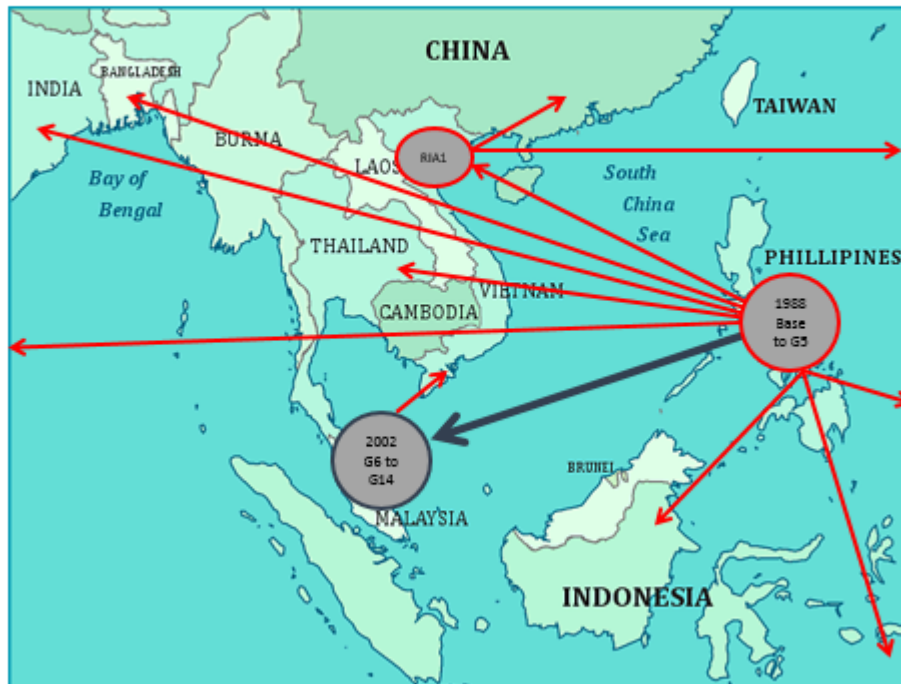 CHINA
BANGLADESH
INDIA
TAIWAN
BURMA
RIA1
LAOS
Bay of
Bengal
South
China
Sea
THAILAND
PHILLIPINES
VIETNAM
CAMBODIA
1988
Base
to G5
2002
G6 to
G14
BRUNEI
MALAYSIA
INDONESIA